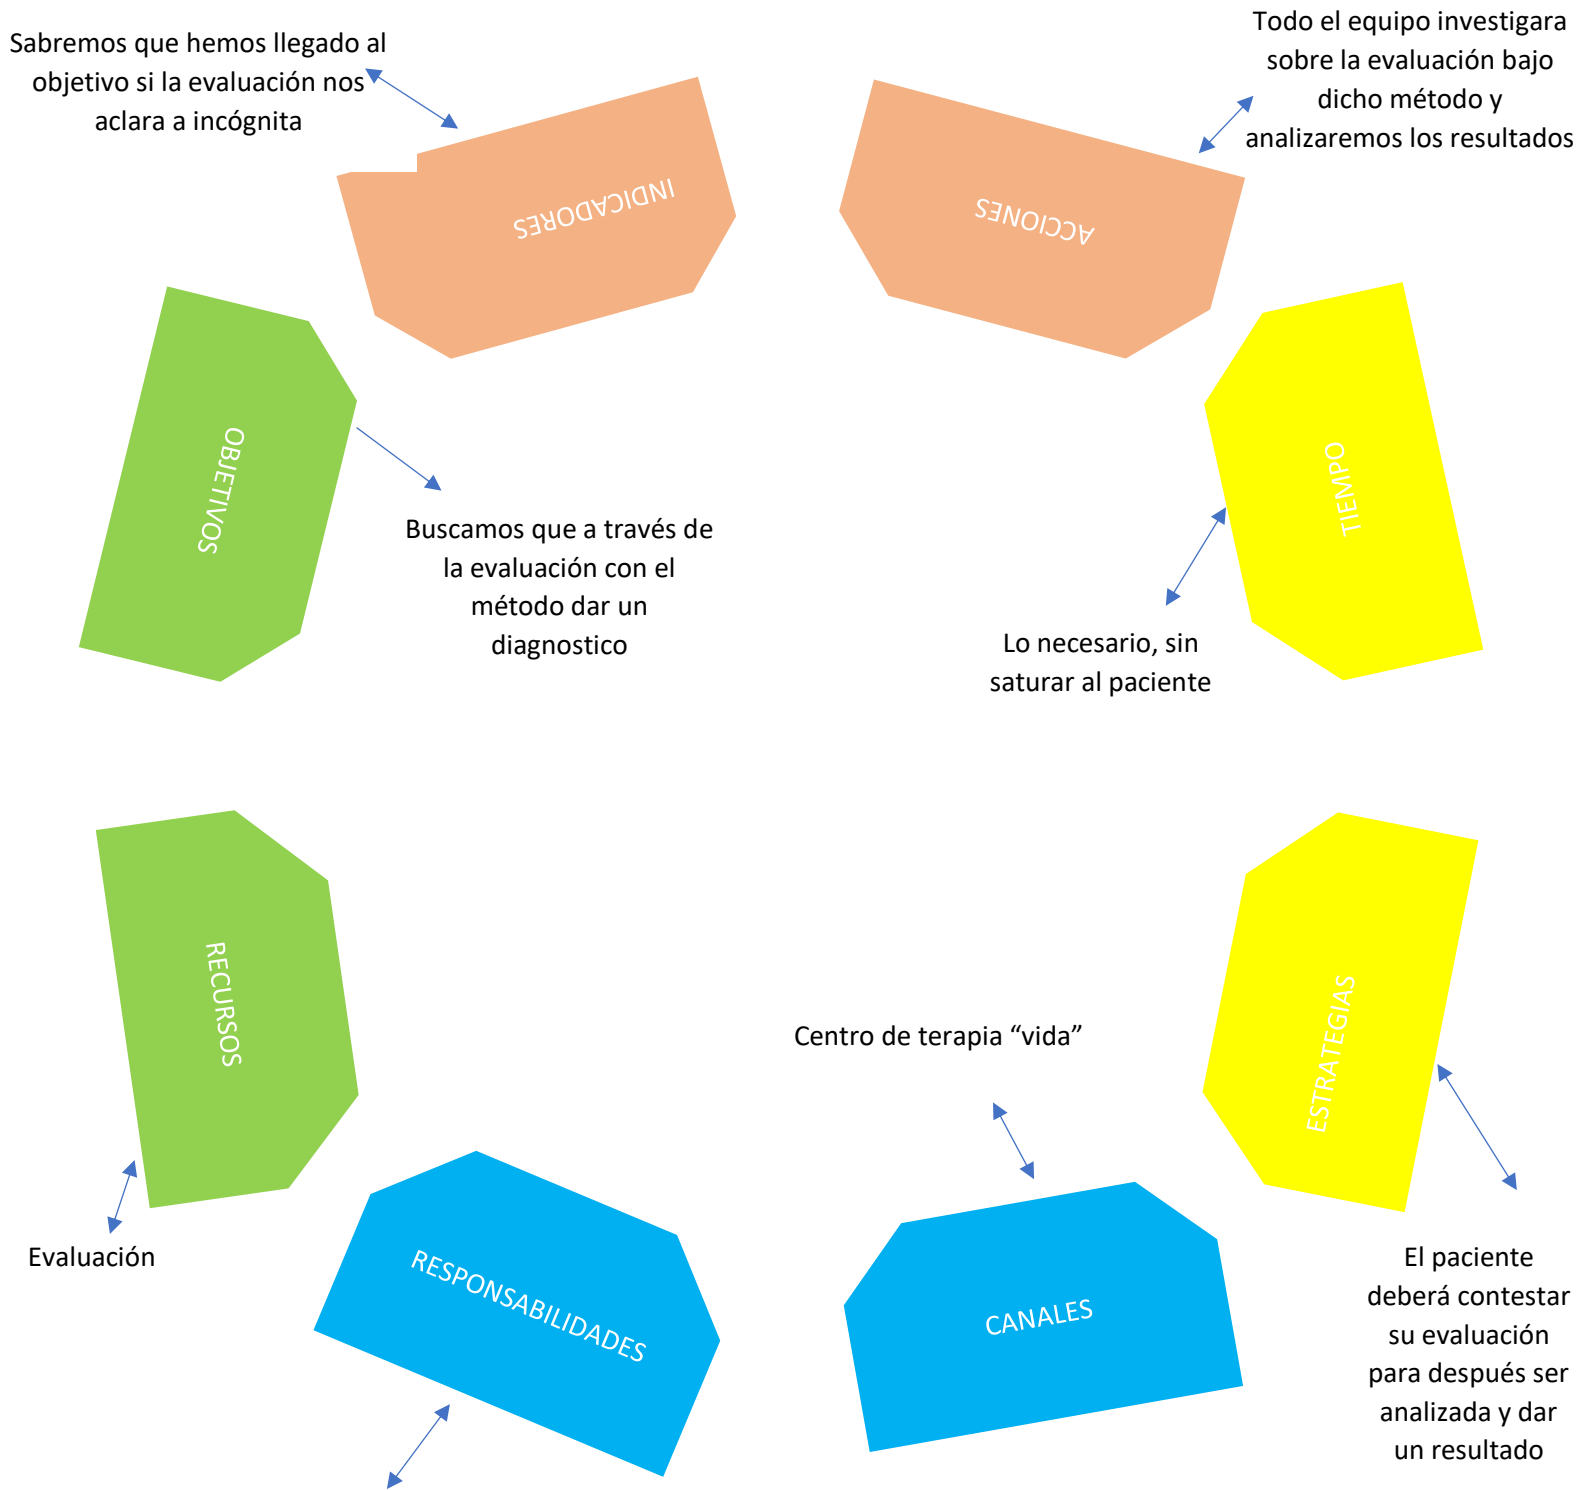 Sabremos que hemos llegado al
objetivo si la evaluación nos
aclara a incógnita
Todo el equipo investigara
sobre la evaluación bajo
dicho método y
analizaremos los resultados
INDICADORES
ACCIONES
OBJETIVOS
TIEMPO
Buscamos que a través de
la evaluación con el
método dar un
diagnostico
Lo necesario, sin
saturar al paciente
RECURSOS
ESTRATEGIAS
Centro de terapia “vida”
Evaluación
RESPONSABILIDADES
CANALES
El paciente
deberá contestar
su evaluación
para después ser
analizada y dar
un resultado